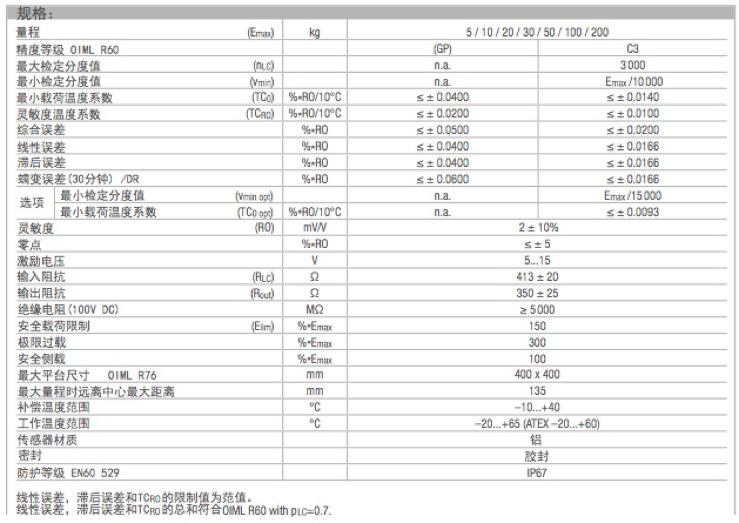 规格:
量程 (Emax) kg 5 / 10 / 20 / 30 / 50 / 100 / 200
精度等级 OIML R60 (GP) C3
最大检定分度值 (nLC) n.a. 3000
最小检定分度值 (vmin) n.a. Emax /10000
最小载荷温度系数 (TC0) %*RO/10°C ≤ ± 0.0400 ≤ ± 0.0140
灵敏度温度系数 (TCRO) %*RO/10°C ≤ ± 0.0200 ≤ ± 0.0100
综合误差 %*RO ≤ ± 0.0500 ≤ ± 0.0200
线性误差 %*RO ≤ ± 0.0400 ≤ ± 0.0166
滞后误差 %*RO ≤ ± 0.0400 ≤ ± 0.0166
蠕变误差(30分钟) /DR %*RO ≤ ± 0.0600 ≤ ± 0.0166
选项 最小检定分度值 (vmin opt) n.a. Emax /15000
最小载荷温度系数 (TC0 opt) %*RO/10°C n.a. ≤ ± 0.0093
灵敏度 (RO) mV/V 2 ± 10%
零点 %*RO ≤ ± 5
激励电压 V 5...15
输入阻抗 (RLC) Ω 413 ± 20
输出阻抗 (Rout) Ω 350 ± 25
绝缘电阻(100V DC) MΩ ≥ 5000
安全载荷限制 (Elim) %*Emax 150
极限过载 %*Emax 300
安全侧载 %*Emax 100
最大平台尺寸 OIML R76 mm 400 x 400
最大量程时远离中心最大距离 mm 135
补偿温度范围 °C –10...+40
工作温度范围 °C –20...+65 (ATEX –20...+60)
传感器材质 铝
密封 胶封
防护等级 EN60 529 IP67
线性误差, 滞后误差和TCRO的限制值为范值。
线性误差, 滞后误差和TCRO的总和符合OIML R60 with pLC=0.7.